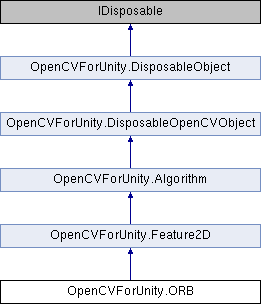 IDisposable
OpenCVForUnity.DisposableObject
OpenCVForUnity.DisposableOpenCVObject
OpenCVForUnity.Algorithm
OpenCVForUnity.Feature2D
OpenCVForUnity.ORB